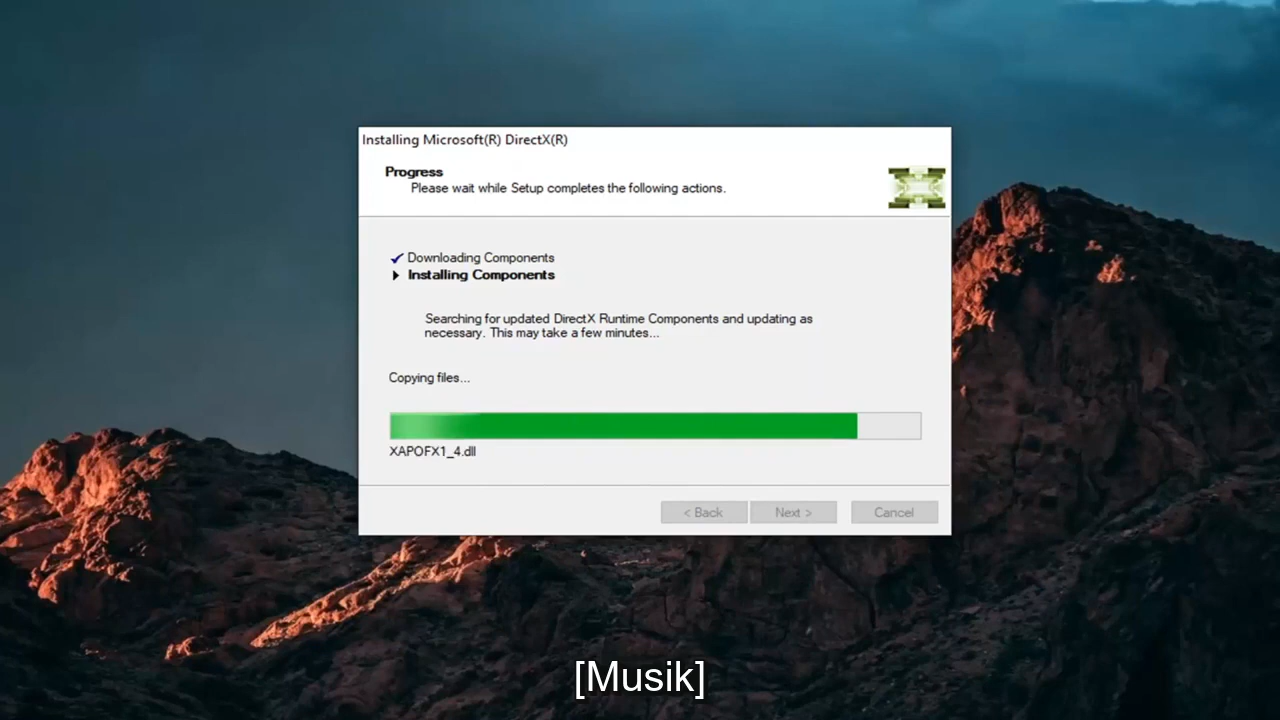 Installing Microsoft(R) DirectX(R)
Progress
Please wait while Setup completes the following actions.
Downloading Components
Installing Components
Searching for updated DirectX Runtime Components and updating as
necessary. This may take a few minutes...
Copying files...
XAPOFX1_4.dll
< Back
Next >
Cancel
[Musik]